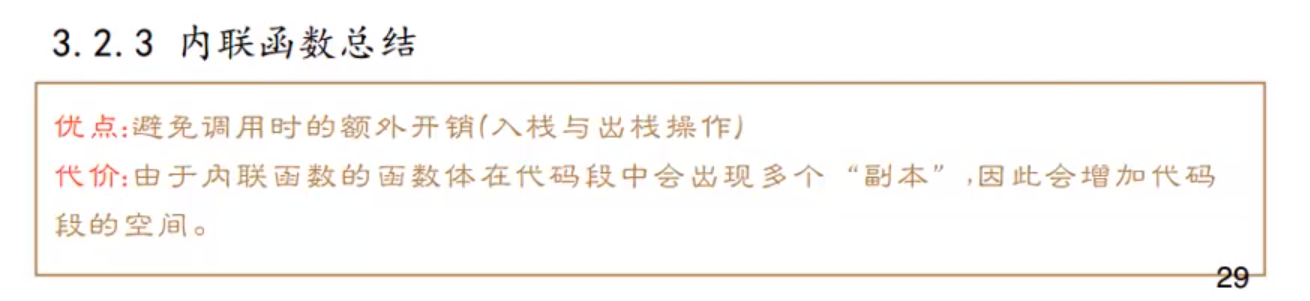 3.2.3 内联函数总结
优点:避免调用时的额外开销(入栈与出栈操作)
代价:由于内联函数的函数体在代码段中会出现多个“副本”,因此会增加代码
段的空间。
29